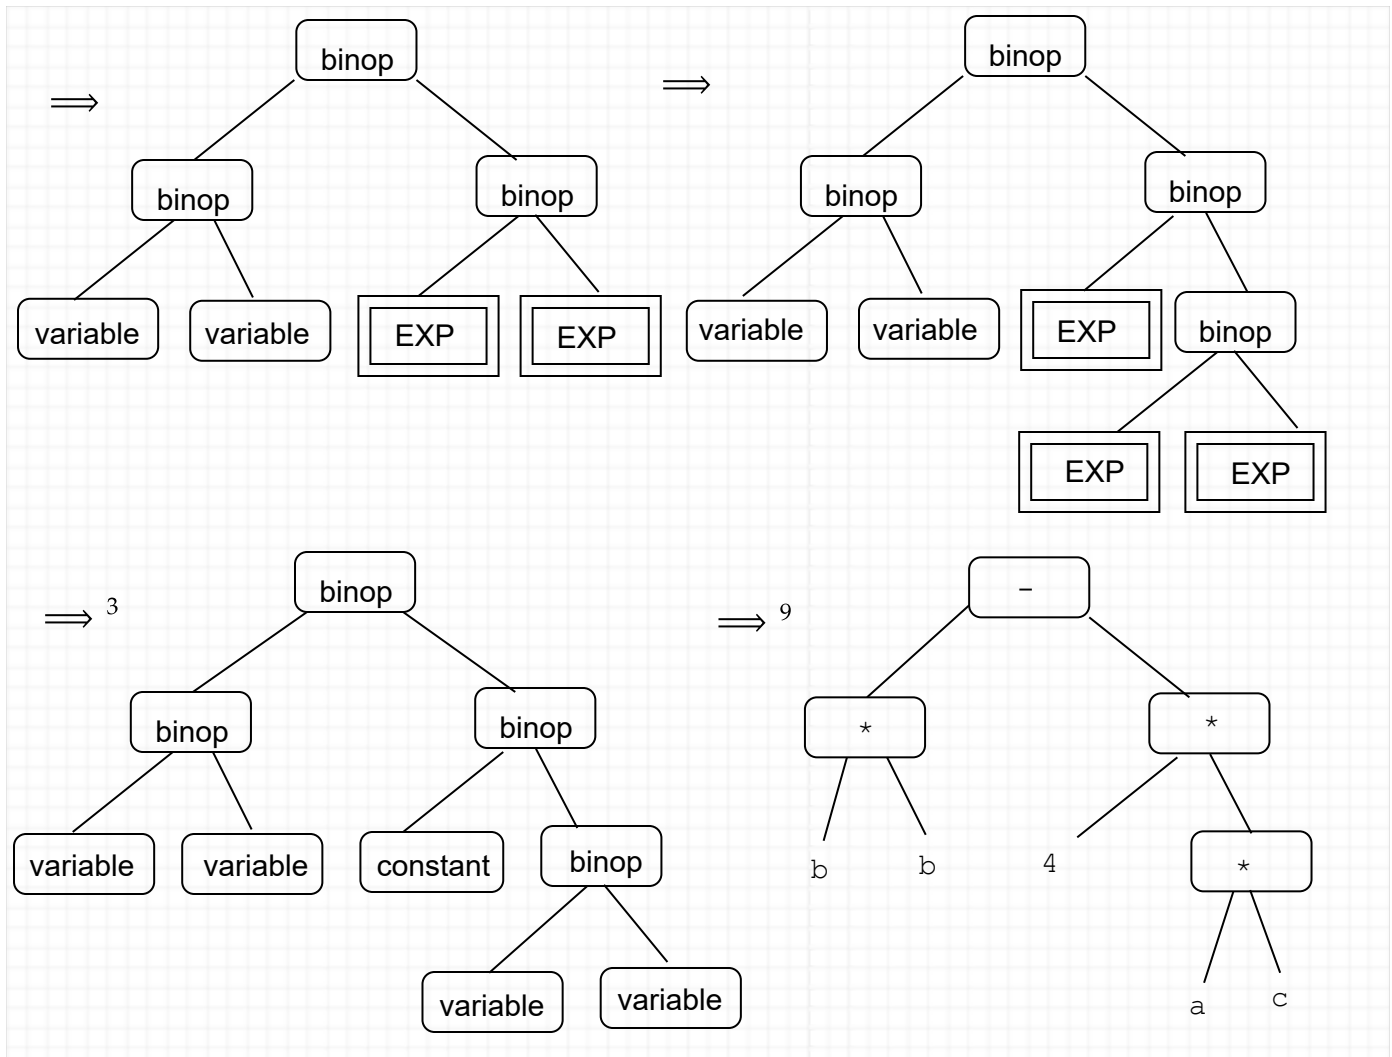 ⟹ binop
binop binop
variable variable EXP EXP
⟹ binop
binop binop
variable variable EXP binop
EXP EXP
⟹ 3 binop
binop binop
variable variable constant binop
variable variable
⟹ 9 −
* *
b b 4 *
a c